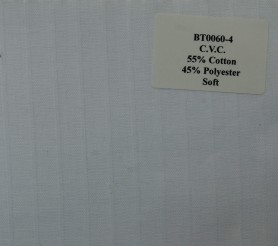 BT0060-4
C.V.C.
55% Cotton
45% Polyester
Soft